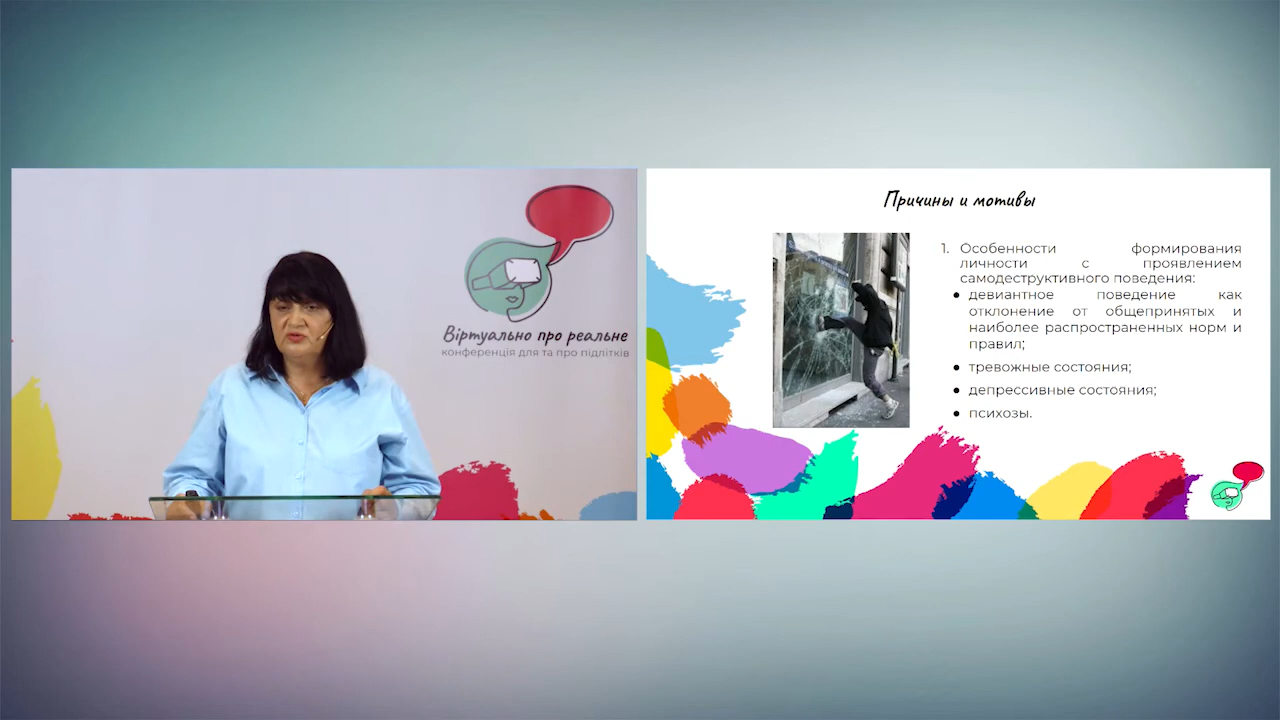 Віртуально про реальне
конференція для та про підлітків
Причины и мотивы
1. Особенности формирования
личности с проявлением
самодеструктивного поведения:
● девиантное поведение как
отклонение от общепринятых и
наиболее распространенных норм и
правил;
● тревожные состояния;
● депрессивные состояния;
● психозы.